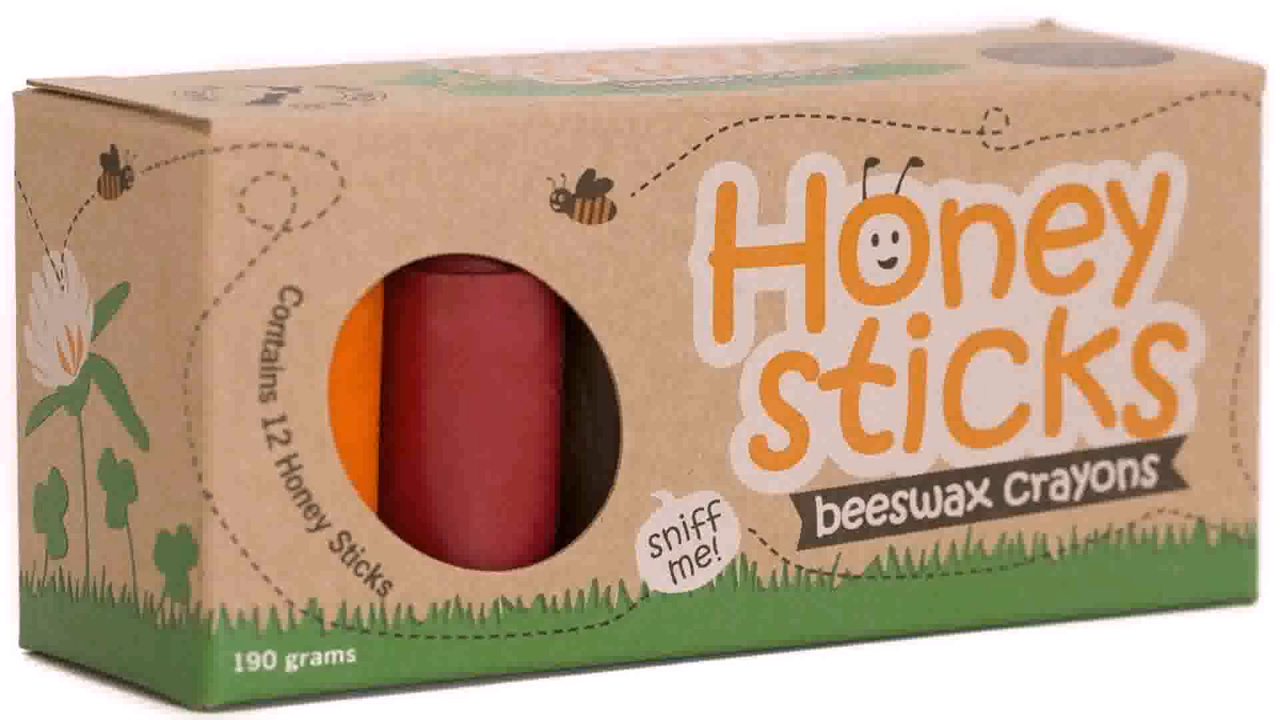 Honey
sticks
beeswax crayons
Contains 12 Honey Sticks
sniff
me!
190 grams